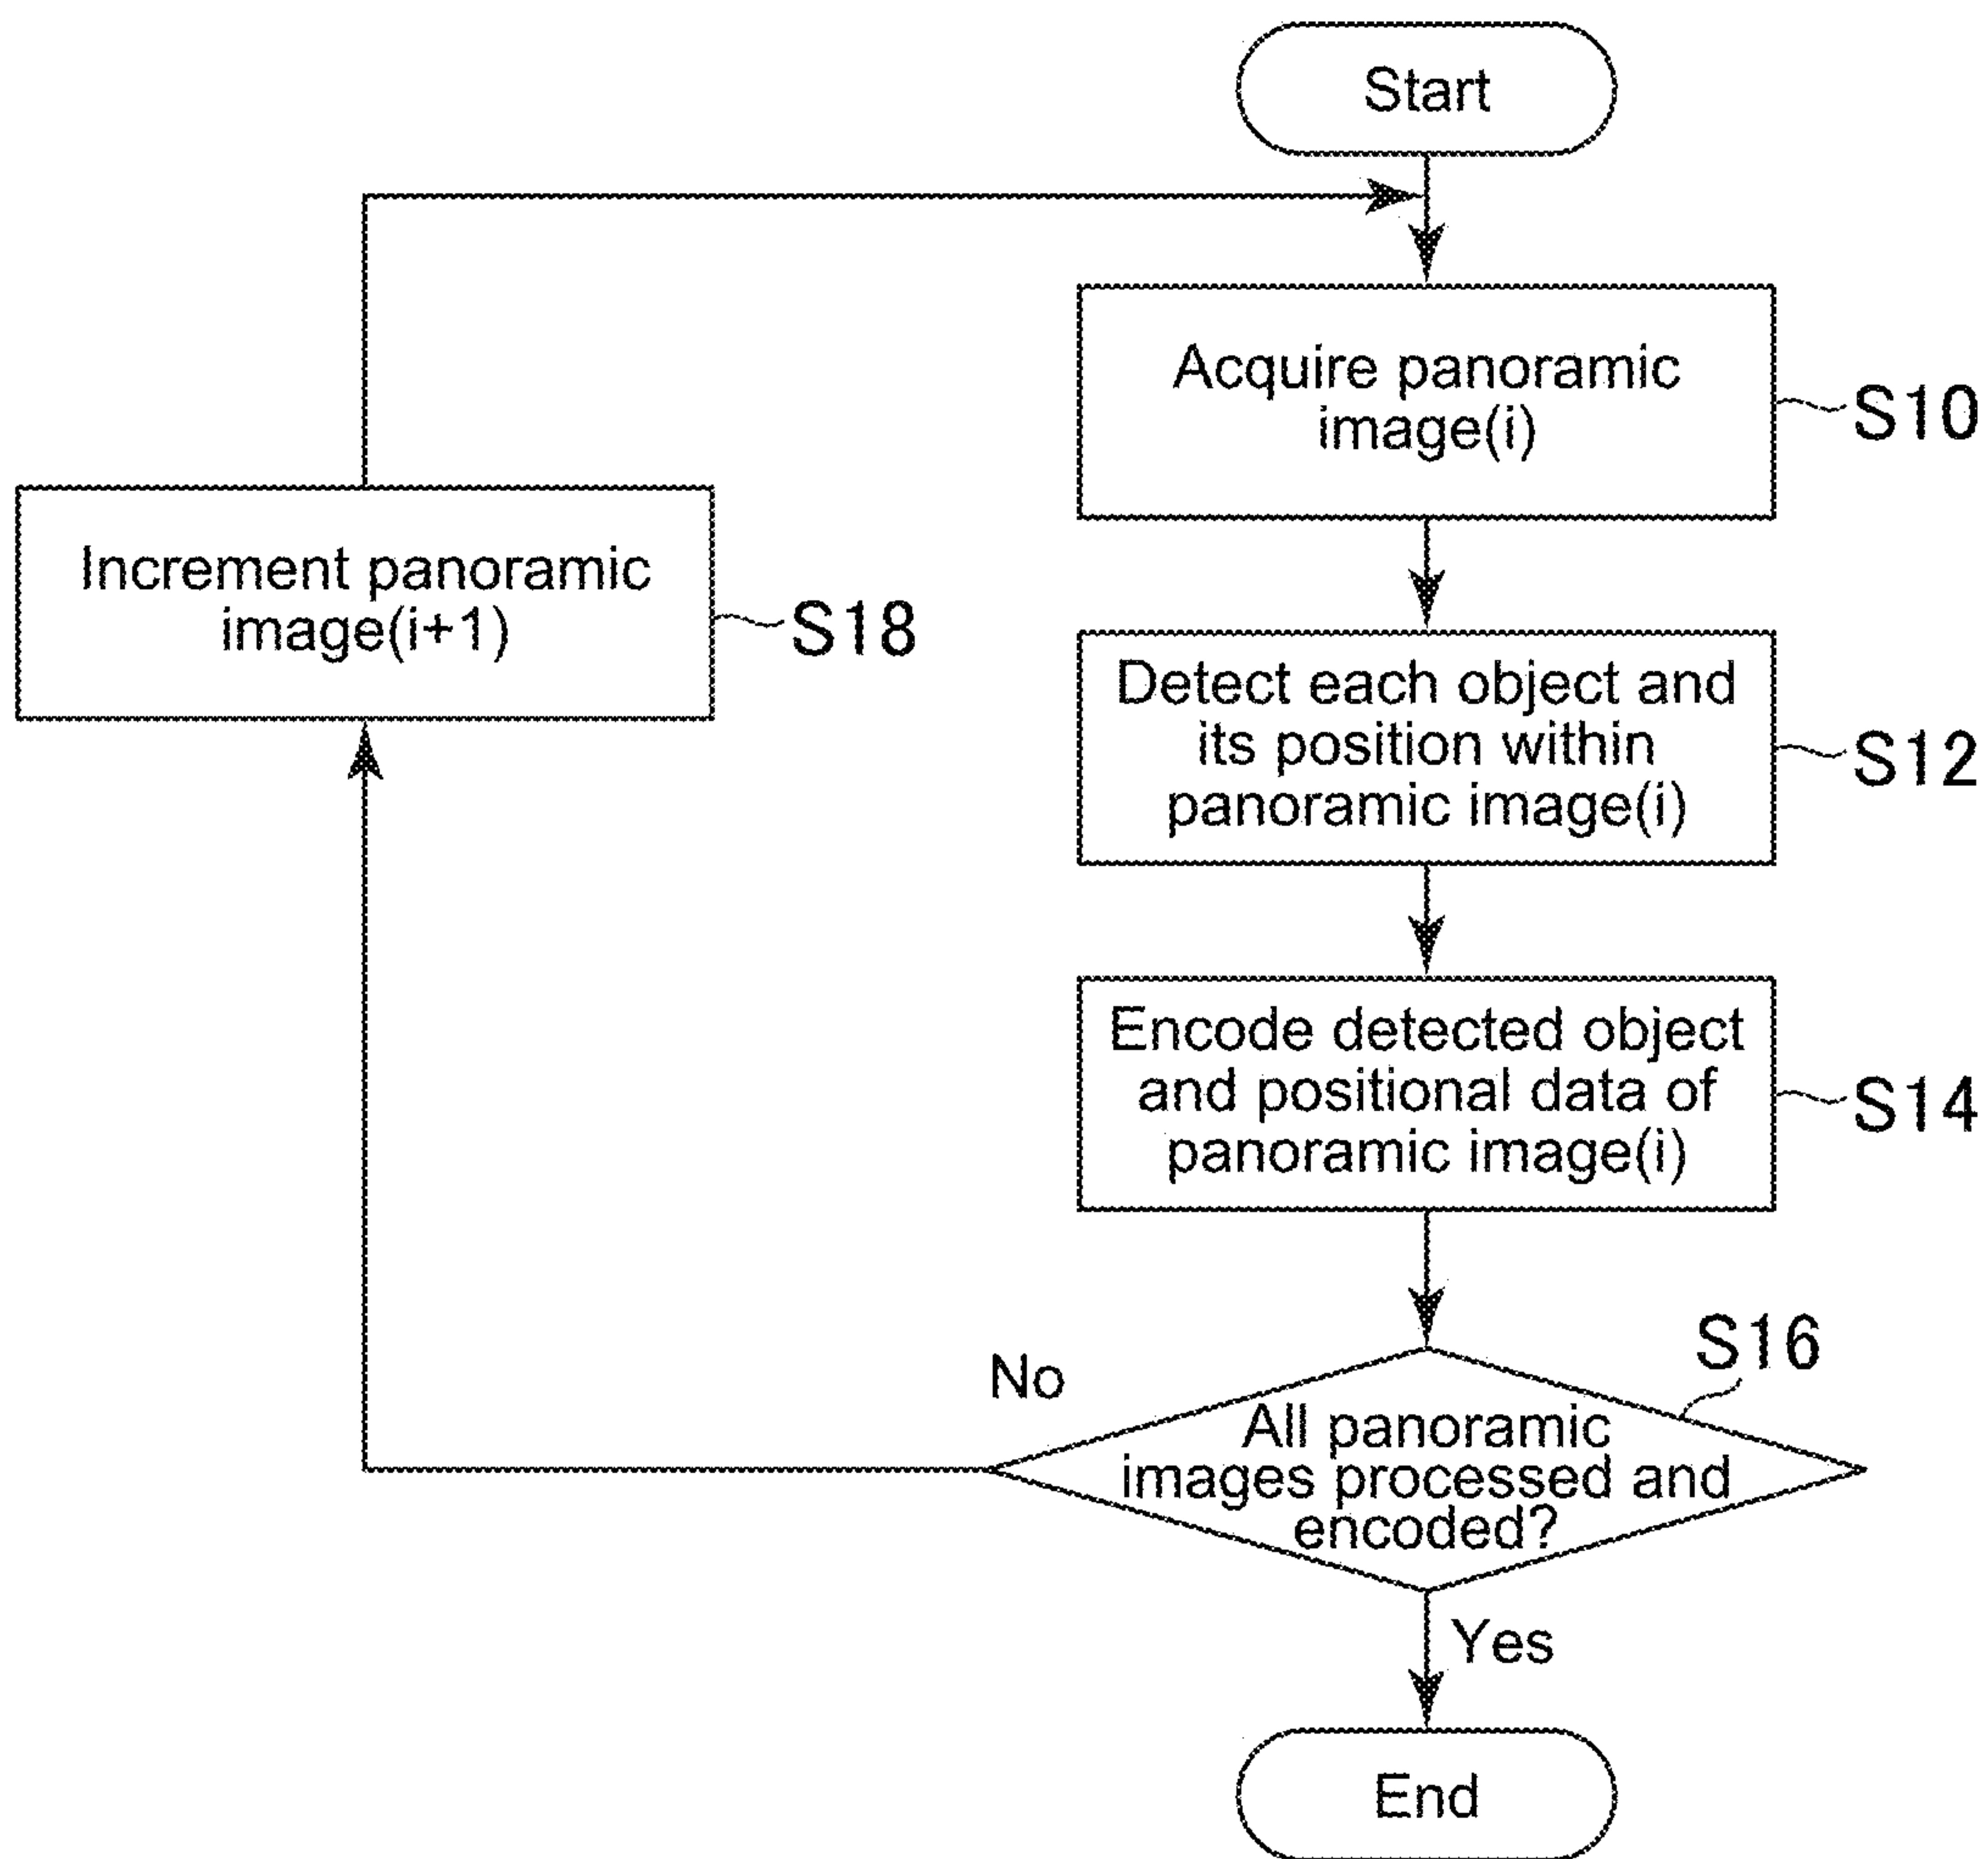 Start
Acquire panoramic
image(i)
S10
Increment panoramic
image(i+1)
S18
Detect each object and
its position within
panoramic image(i)
S12
Encode detected object
and positional data of
panoramic image(i)
S14
S16
No
All panoramic
images processed and
encoded?
Yes
End